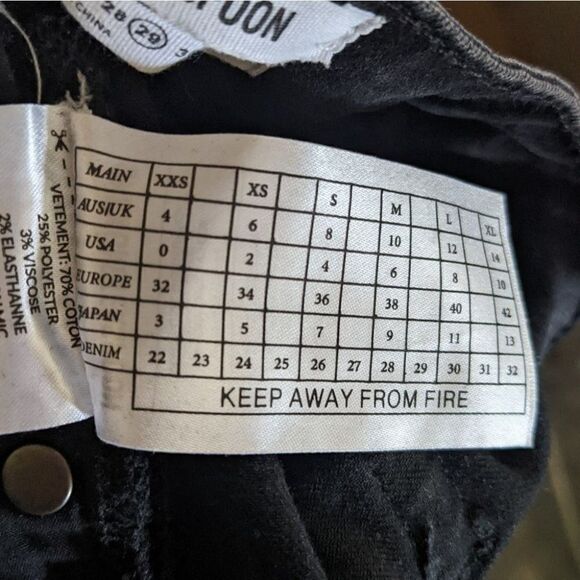 28 (29) 3
CHINA
OON
MAIN XXS XS S M L XL
AUS/UK 4 6 8 10 12 14
USA 0 2 4 6 8 10
EUROPE 32 34 36 38 40 42
JAPAN 3 5 7 9 11 13
DENIM 22 23 24 25 26 27 28 29 30 31 32
KEEP AWAY FROM FIRE
VETEMENT: 70% COTON
25% POLYESTER
3% VISCOSE
2% ELASTHANNE